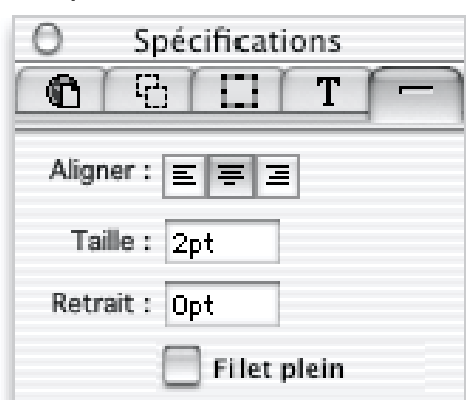 Spécifications
T
Aligner :
Taille : 2pt
Retrait : 0pt
Filet plein